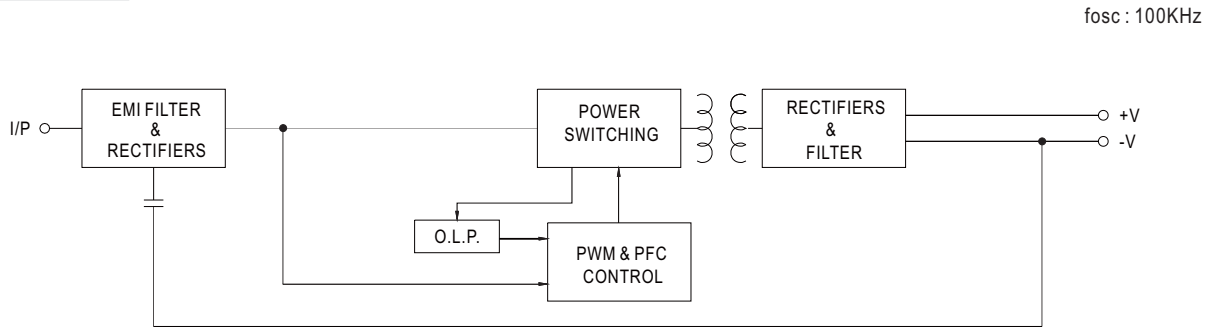 fosc : 100KHz
I/P
EMI FILTER
&
RECTIFIERS
POWER
SWITCHING
RECTIFIERS
&
FILTER
+V
-V
O.L.P.
PWM & PFC
CONTROL